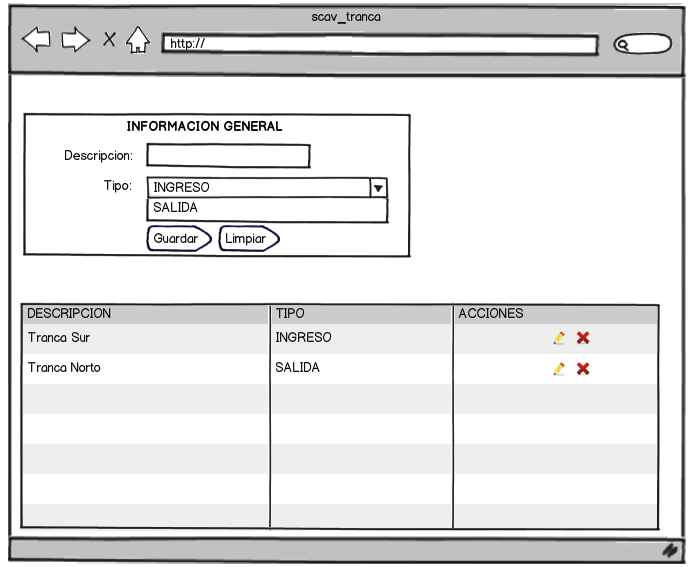 scav_tranca
X
http://
INFORMACION GENERAL
Descripcion:
Tipo: INGRESO
SALIDA
Guardar Limpiar
DESCRIPCION TIPO ACCIONES
Tranca Sur INGRESO
Tranca Norto SALIDA